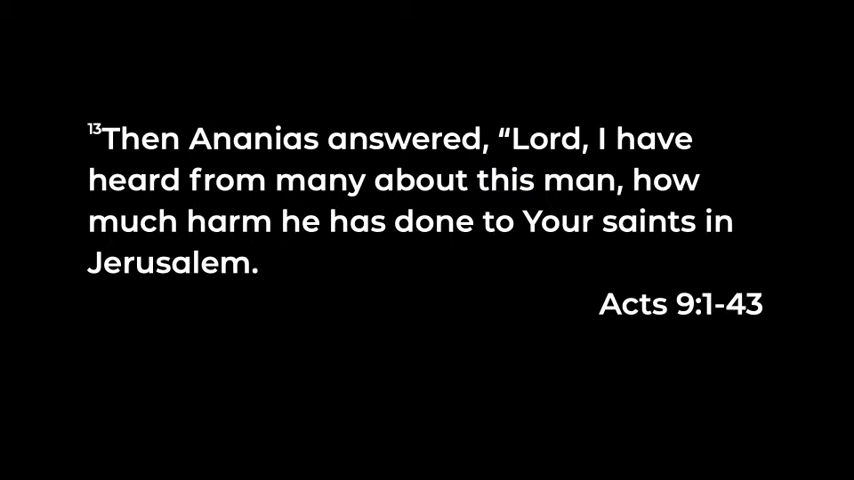 ¹³Then Ananias answered, “Lord, I have
heard from many about this man, how
much harm he has done to Your saints in
Jerusalem.
Acts 9:1-43